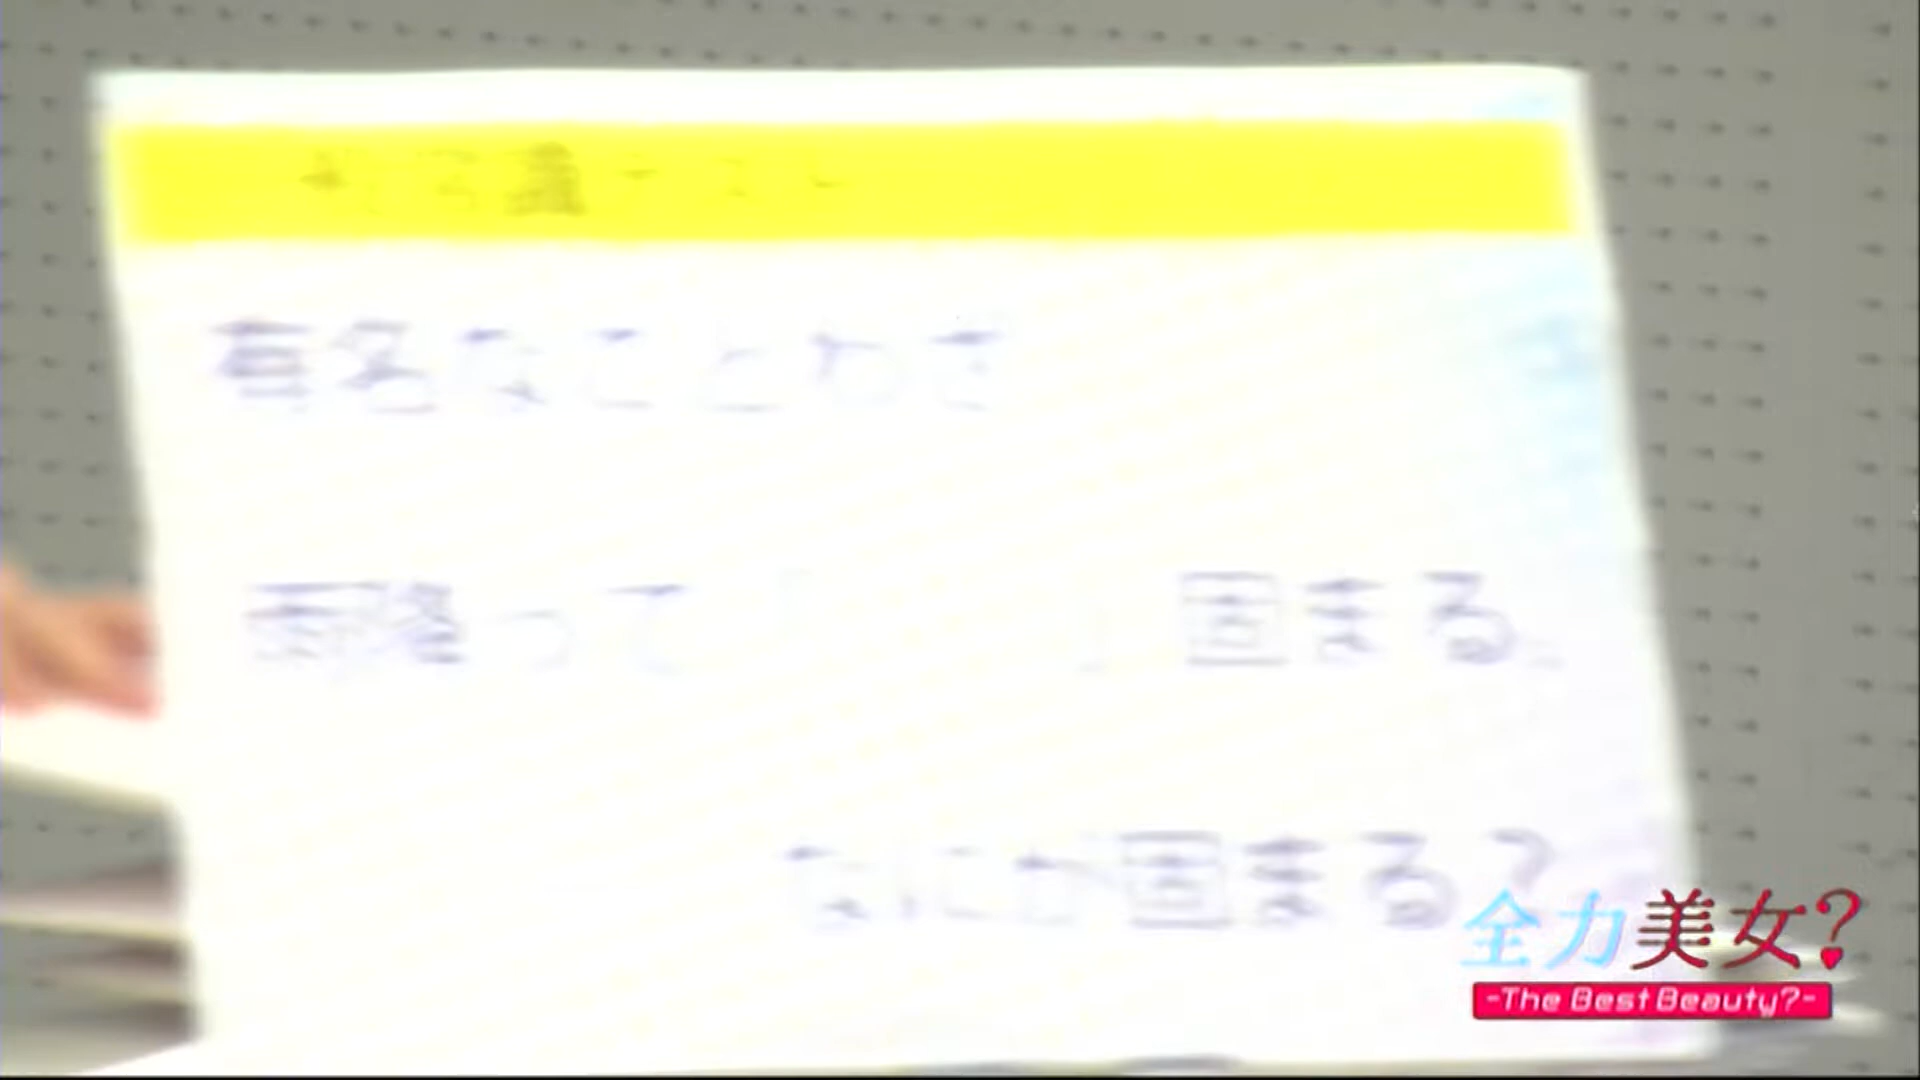 有名なことわざ
雨降って「　　　」固まる。
なにが固まる?
全力美女?
-The Best Beauty?-